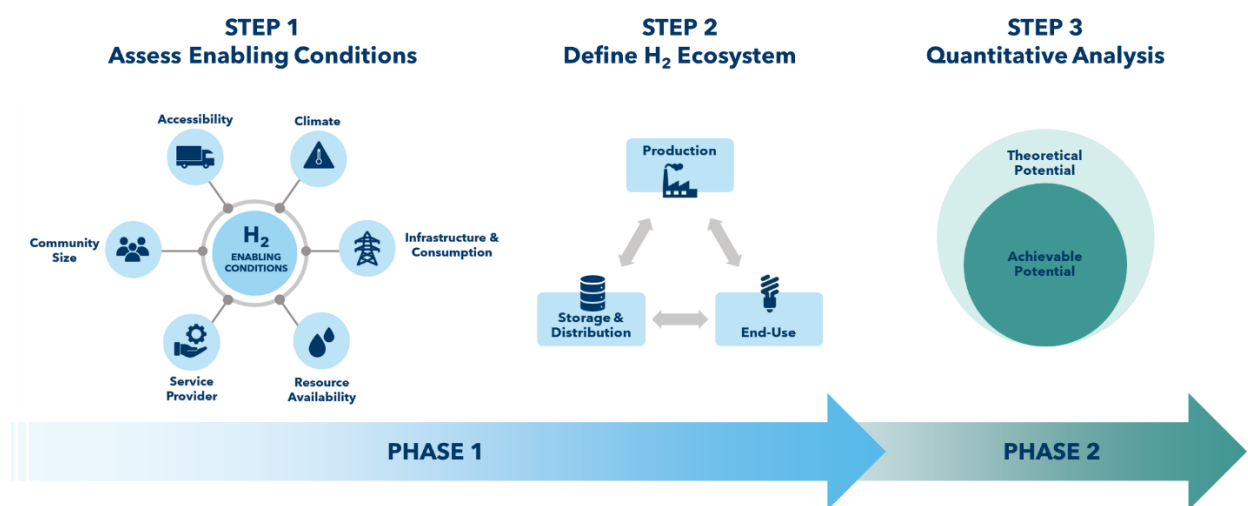 STEP 1
Assess Enabling Conditions
STEP 2
Define H₂ Ecosystem
STEP 3
Quantitative Analysis
Accessibility
Climate
Community
Size
H₂
ENABLING
CONDITIONS
Infrastructure &
Consumption
Service
Provider
Resource
Availability
Production
Storage &
Distribution
End-Use
Theoretical
Potential
Achievable
Potential
PHASE 1
PHASE 2